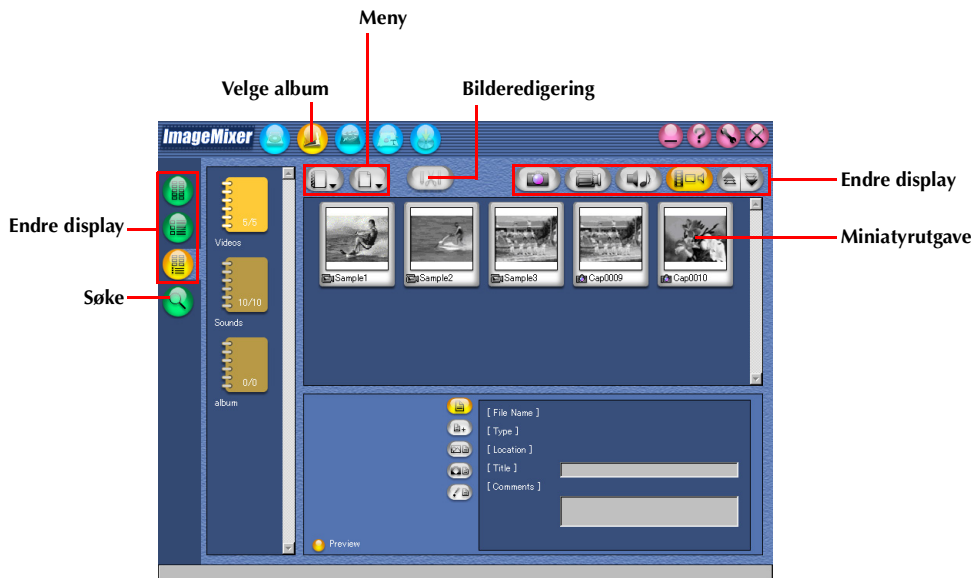 Meny
Velge album
Bilderedigering
ImageMixer
Endre display
Endre display
Søke
Miniatyrutgave
5/5
Videos
10/10
Sounds
0/0
album
Sample1
Sample2
Sample3
Cap0009
Cap0010
[ File Name ]
[ Type ]
[ Location ]
[ Title ]
[ Comments ]
Preview